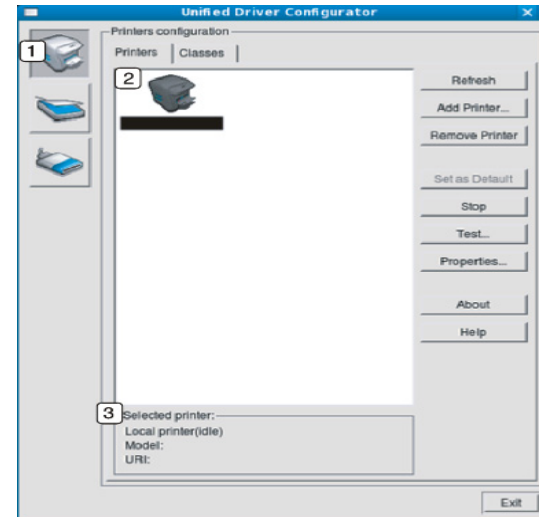 Unified Driver Configurator
1
Printers configuration
Printers Classes
2
Refresh
Add Printer...
Remove Printer
Set as Default
Stop
Test...
Properties...
About
Help
3
Selected printer:
Local printer(idle)
Model:
URI:
Exit